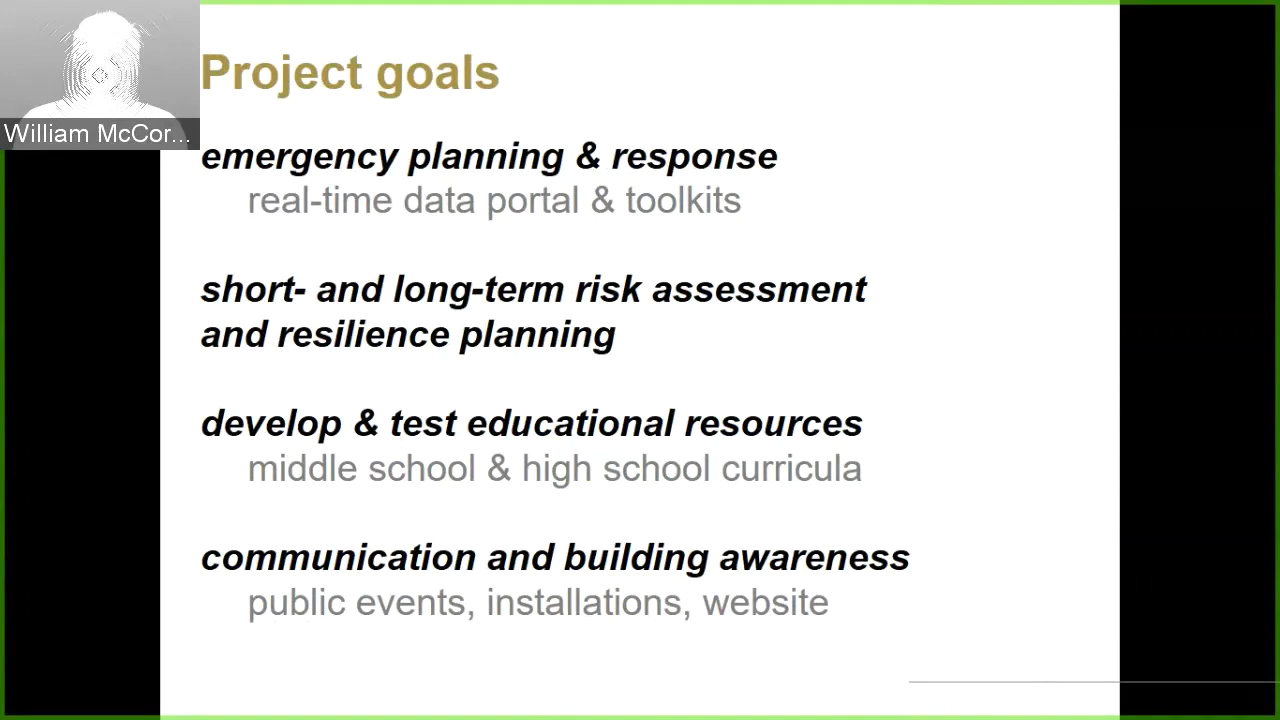 Project goals
William McCor...
emergency planning & response
real-time data portal & toolkits
short- and long-term risk assessment
and resilience planning
develop & test educational resources
middle school & high school curricula
communication and building awareness
public events, installations, website